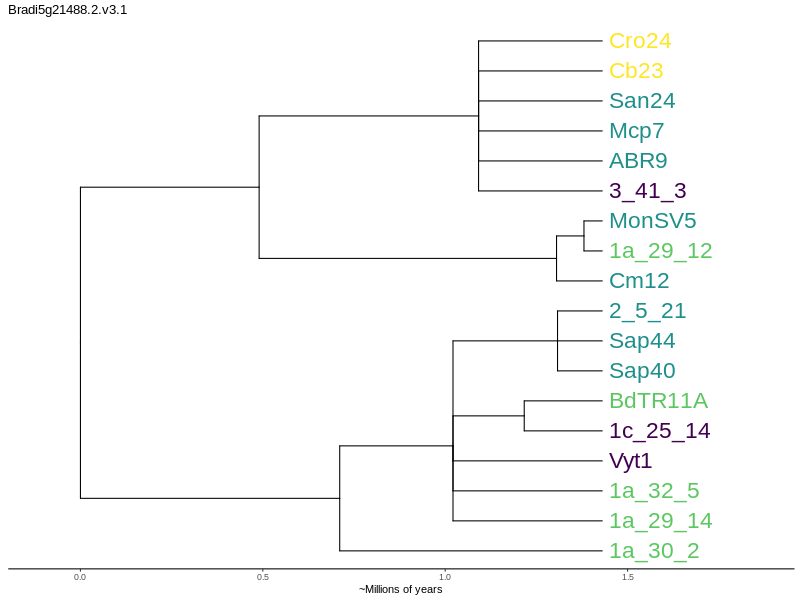 Bradi5g21488.2.v3.1
Cro24
Cb23
San24
Mcp7
ABR9
3_41_3
MonSV5
1a_29_12
Cm12
2_5_21
Sap44
Sap40
BdTR11A
1c_25_14
Vyt1
1a_32_5
1a_29_14
1a_30_2
0.0 0.5 1.0 1.5
~Millions of years